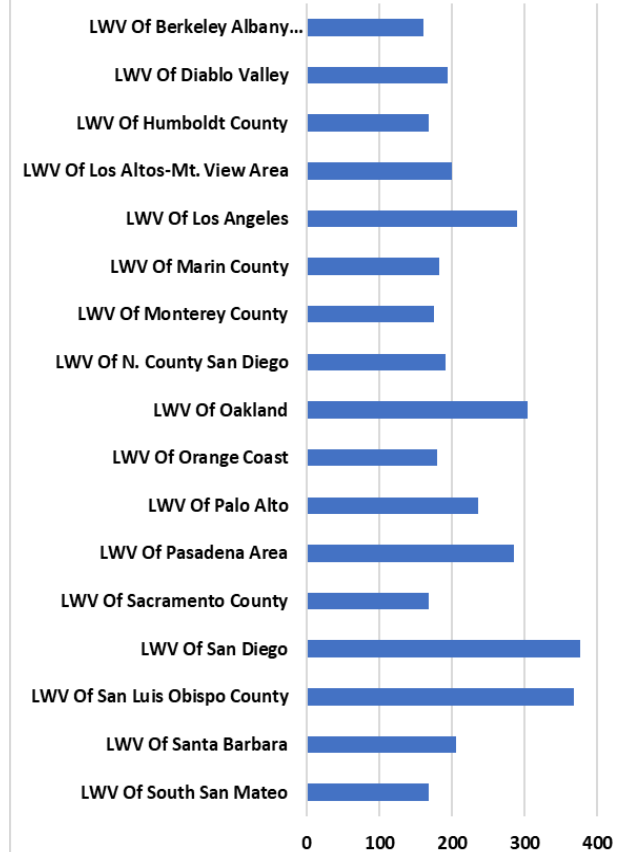 LWV Of Berkeley Albany...
LWV Of Diablo Valley
LWV Of Humboldt County
LWV Of Los Altos-Mt. View Area
LWV Of Los Angeles
LWV Of Marin County
LWV Of Monterey County
LWV Of N. County San Diego
LWV Of Oakland
LWV Of Orange Coast
LWV Of Palo Alto
LWV Of Pasadena Area
LWV Of Sacramento County
LWV Of San Diego
LWV Of San Luis Obispo County
LWV Of Santa Barbara
LWV Of South San Mateo
0 100 200 300 400